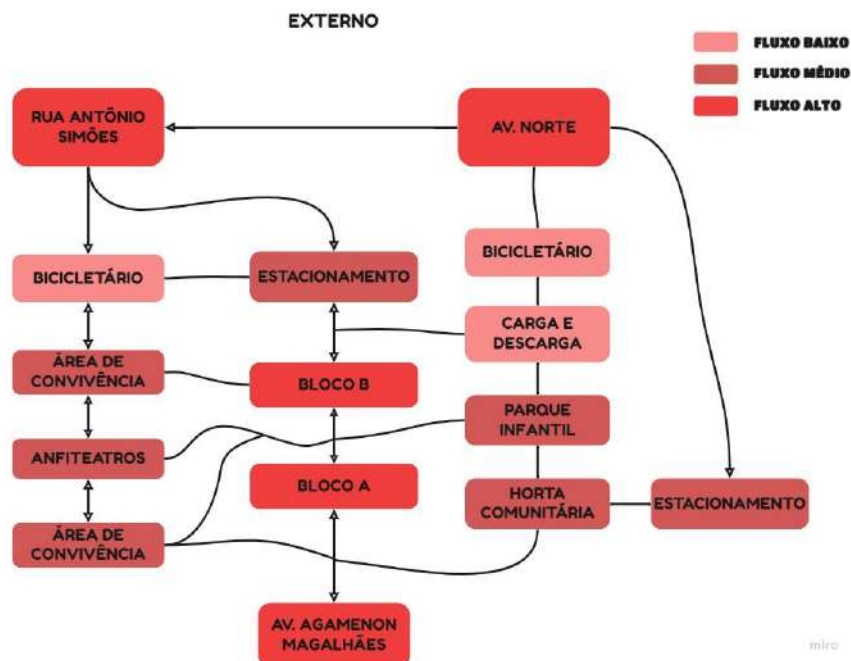 EXTERNO
FLUXO BAIXO
FLUXO MÉDIO
FLUXO ALTO
RUA ANTÔNIO
SIMÕES
AV. NORTE
BICICLETÁRIO
BICICLETÁRIO
ESTACIONAMENTO
CARGA E
DESCARGA
ÁREA DE
CONVIVÊNCIA
BLOCO B
PARQUE
INFANTIL
ANFITEATROS
BLOCO A
HORTA
COMUNITÁRIA
ESTACIONAMENTO
ÁREA DE
CONVIVÊNCIA
AV. AGAMENON
MAGALHÃES
miro